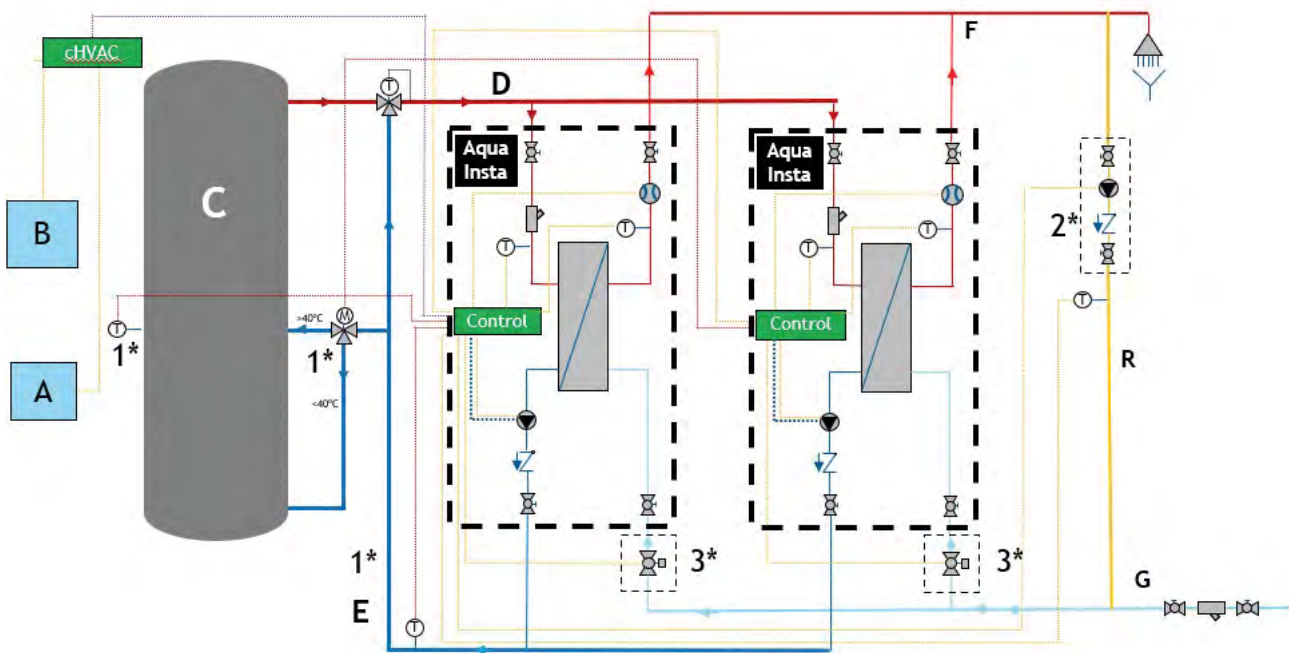 cHVAC
F
D
T
Aqua
Insta
Aqua
Insta
C
B
2*
T
T
T
T
>40°C
M
Control
Control
T
T
1*
1*
R
A
<40°C
1*
3*
3*
G
E
T